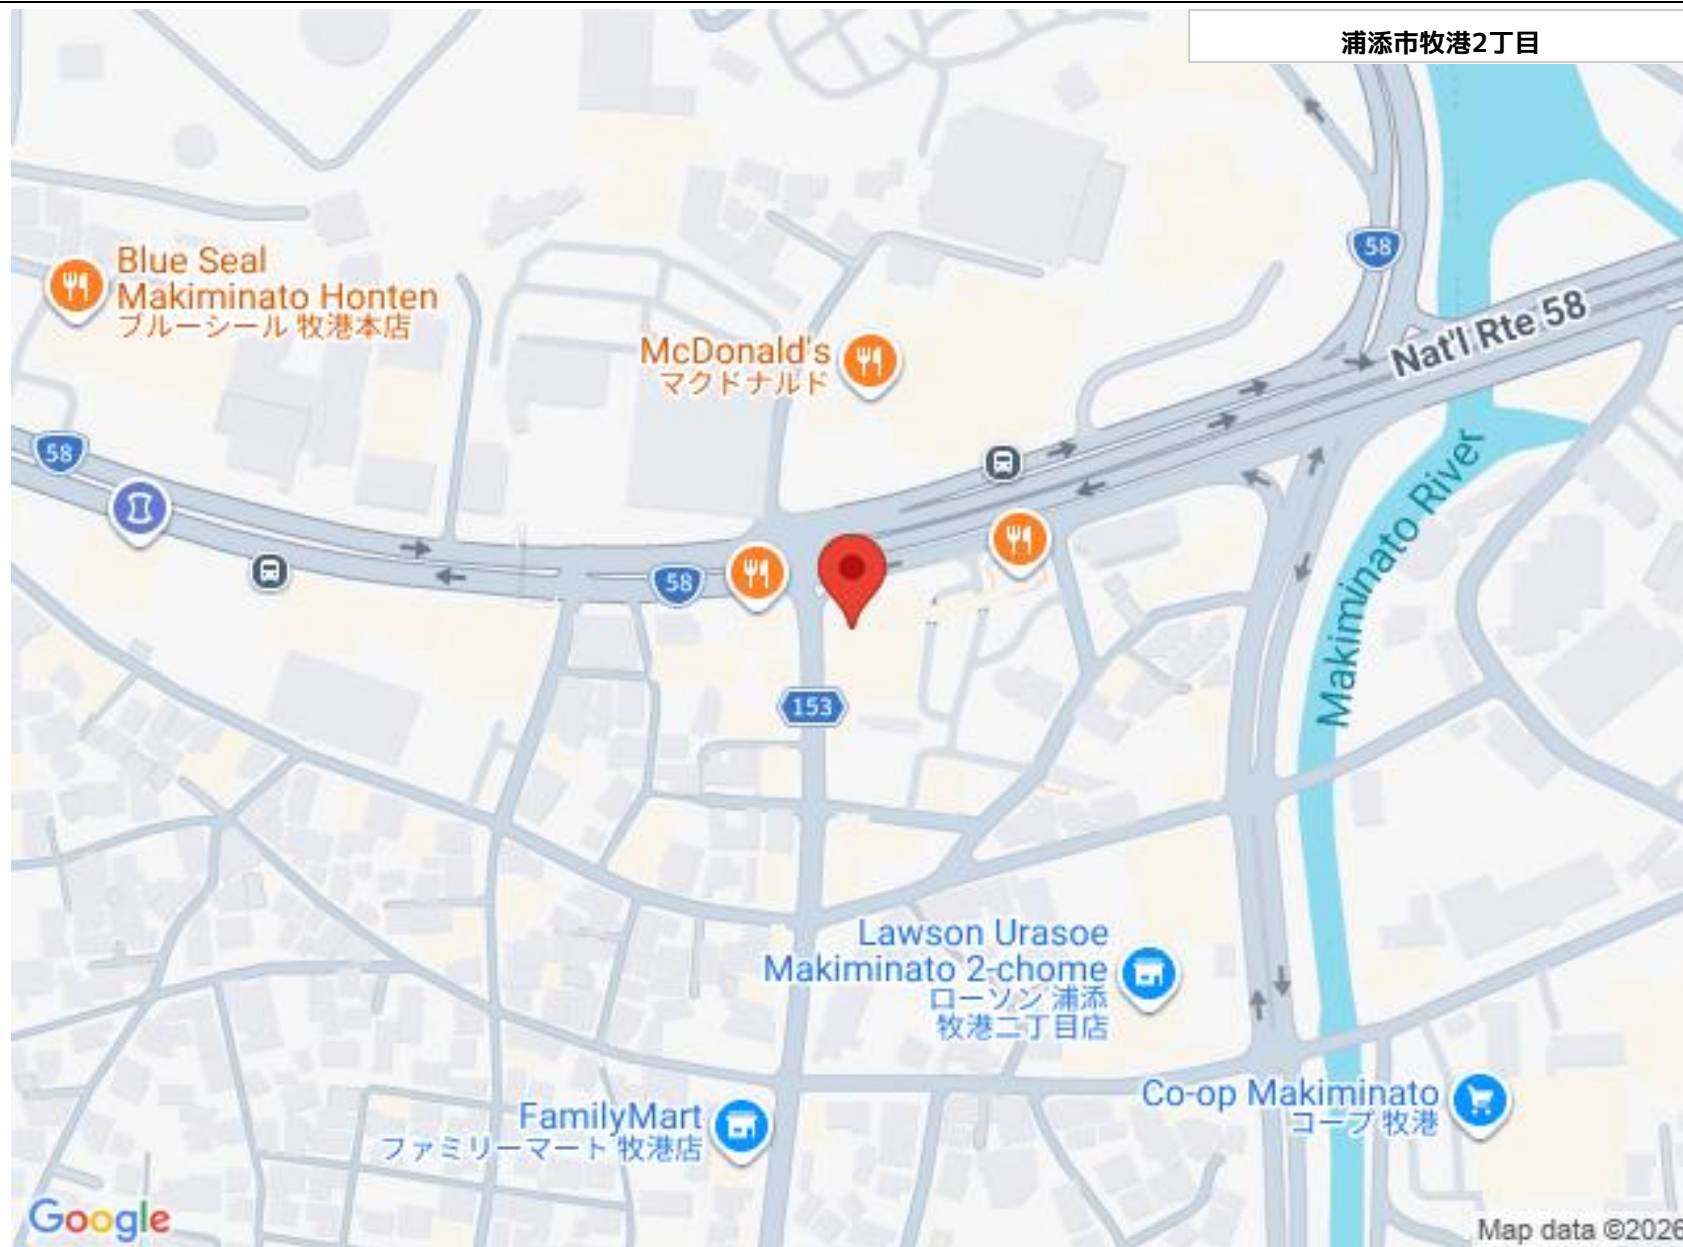 浦添市牧港2丁目
58
Blue Seal
Makiminato Honten
ブルーシール 牧港本店
Nat'l Rte 58
McDonald's
マクドナルド
58
58
Makiminato River
153
Lawson Urasoe
Makiminato 2-chome
ローソン 浦添
牧港二丁目店
Co-op Makiminato
コープ 牧港
FamilyMart
ファミリーマート 牧港店
Google
Map data ©2026